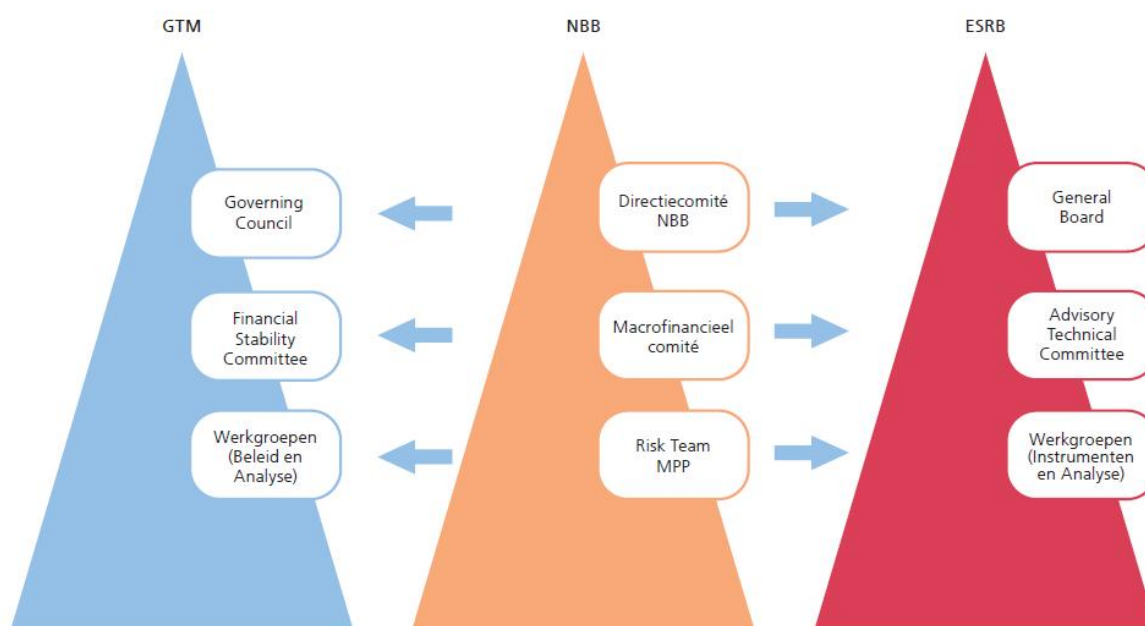 GTM
NBB
ESRB
Governing
Council
Directiecomité
NBB
General
Board
Financial
Stability
Committee
Macrofinancieel
comité
Advisory
Technical
Committee
Werkgroepen
(Beleid en
Analyse)
Risk Team
MPP
Werkgroepen
(Instrumenten
en Analyse)